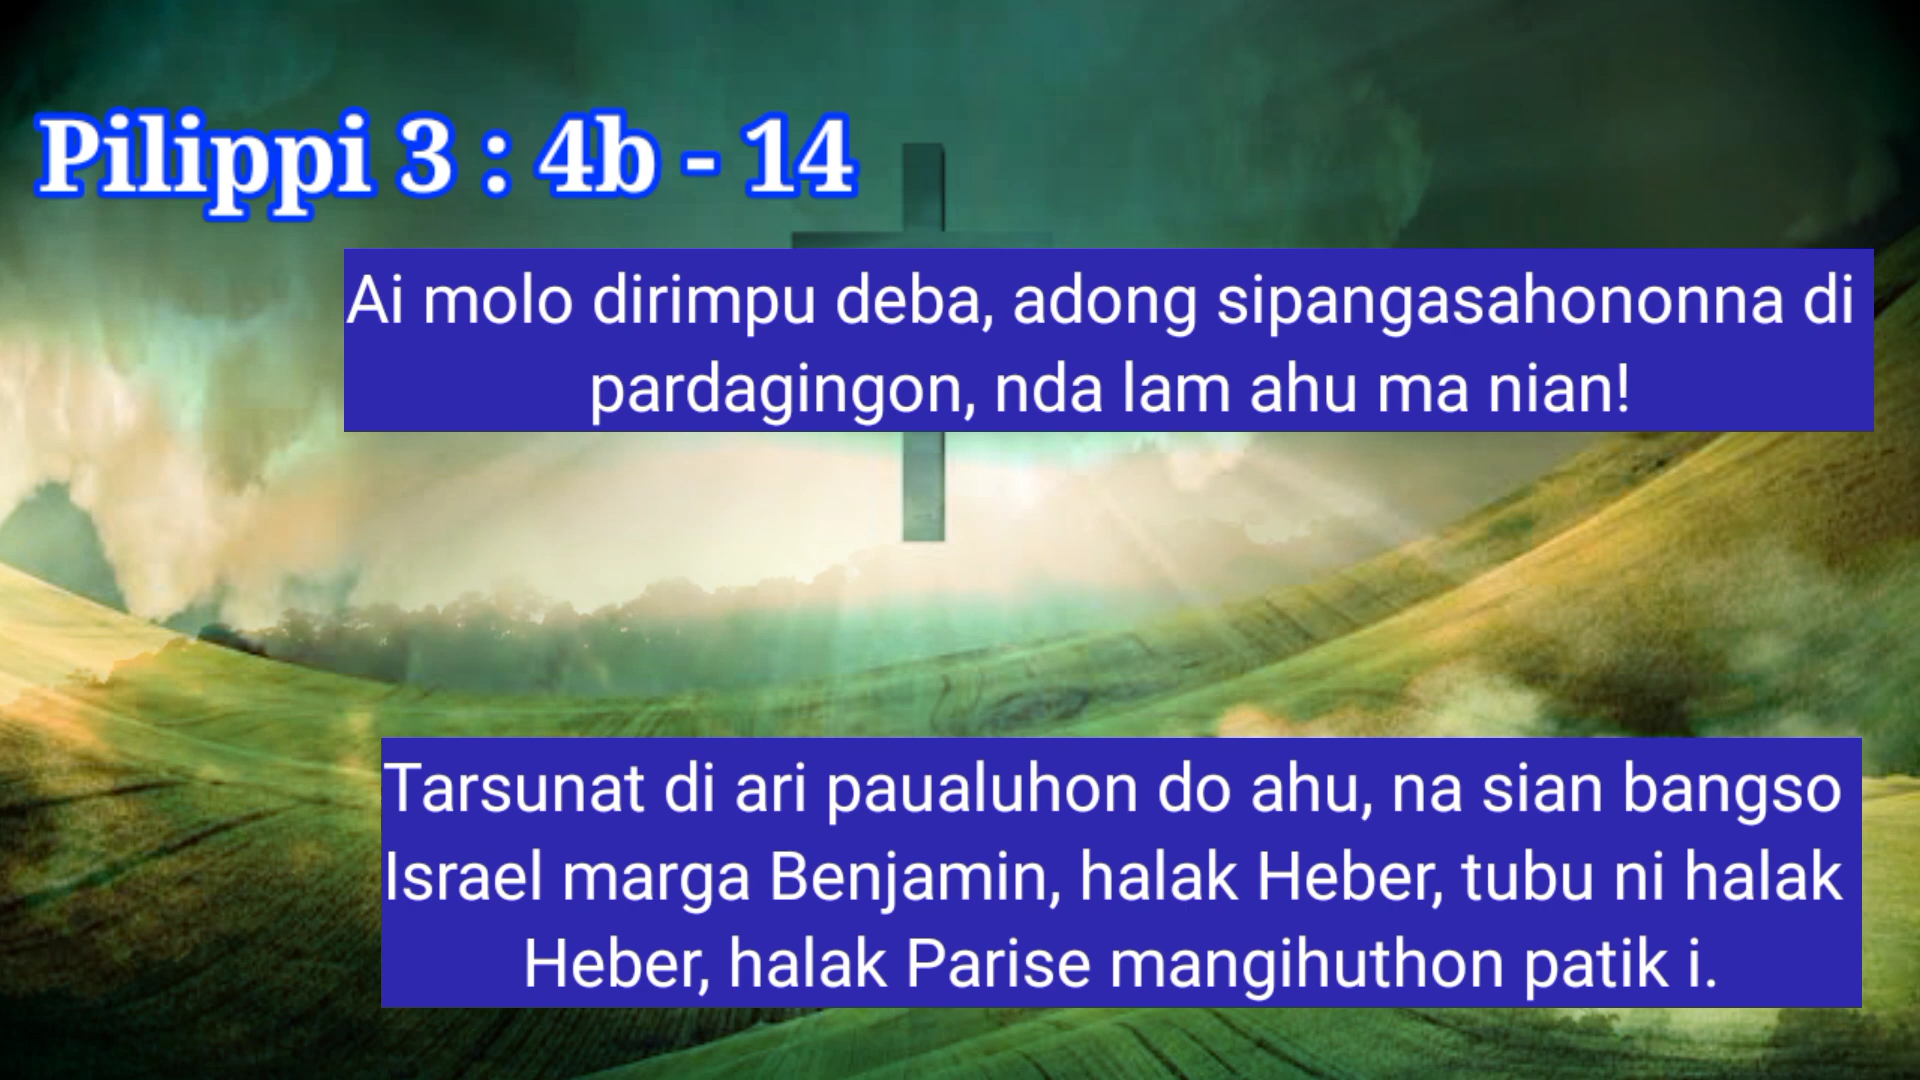 Pilippi 3 : 4b - 14
Ai molo dirimpu deba, adong sipangasahononna di
pardagingon, nda lam ahu ma nian!
Tarsunat di ari paualuhon do ahu, na sian bangso
Israel marga Benjamin, halak Heber, tubu ni halak
Heber, halak Parise mangihuthon patik i.